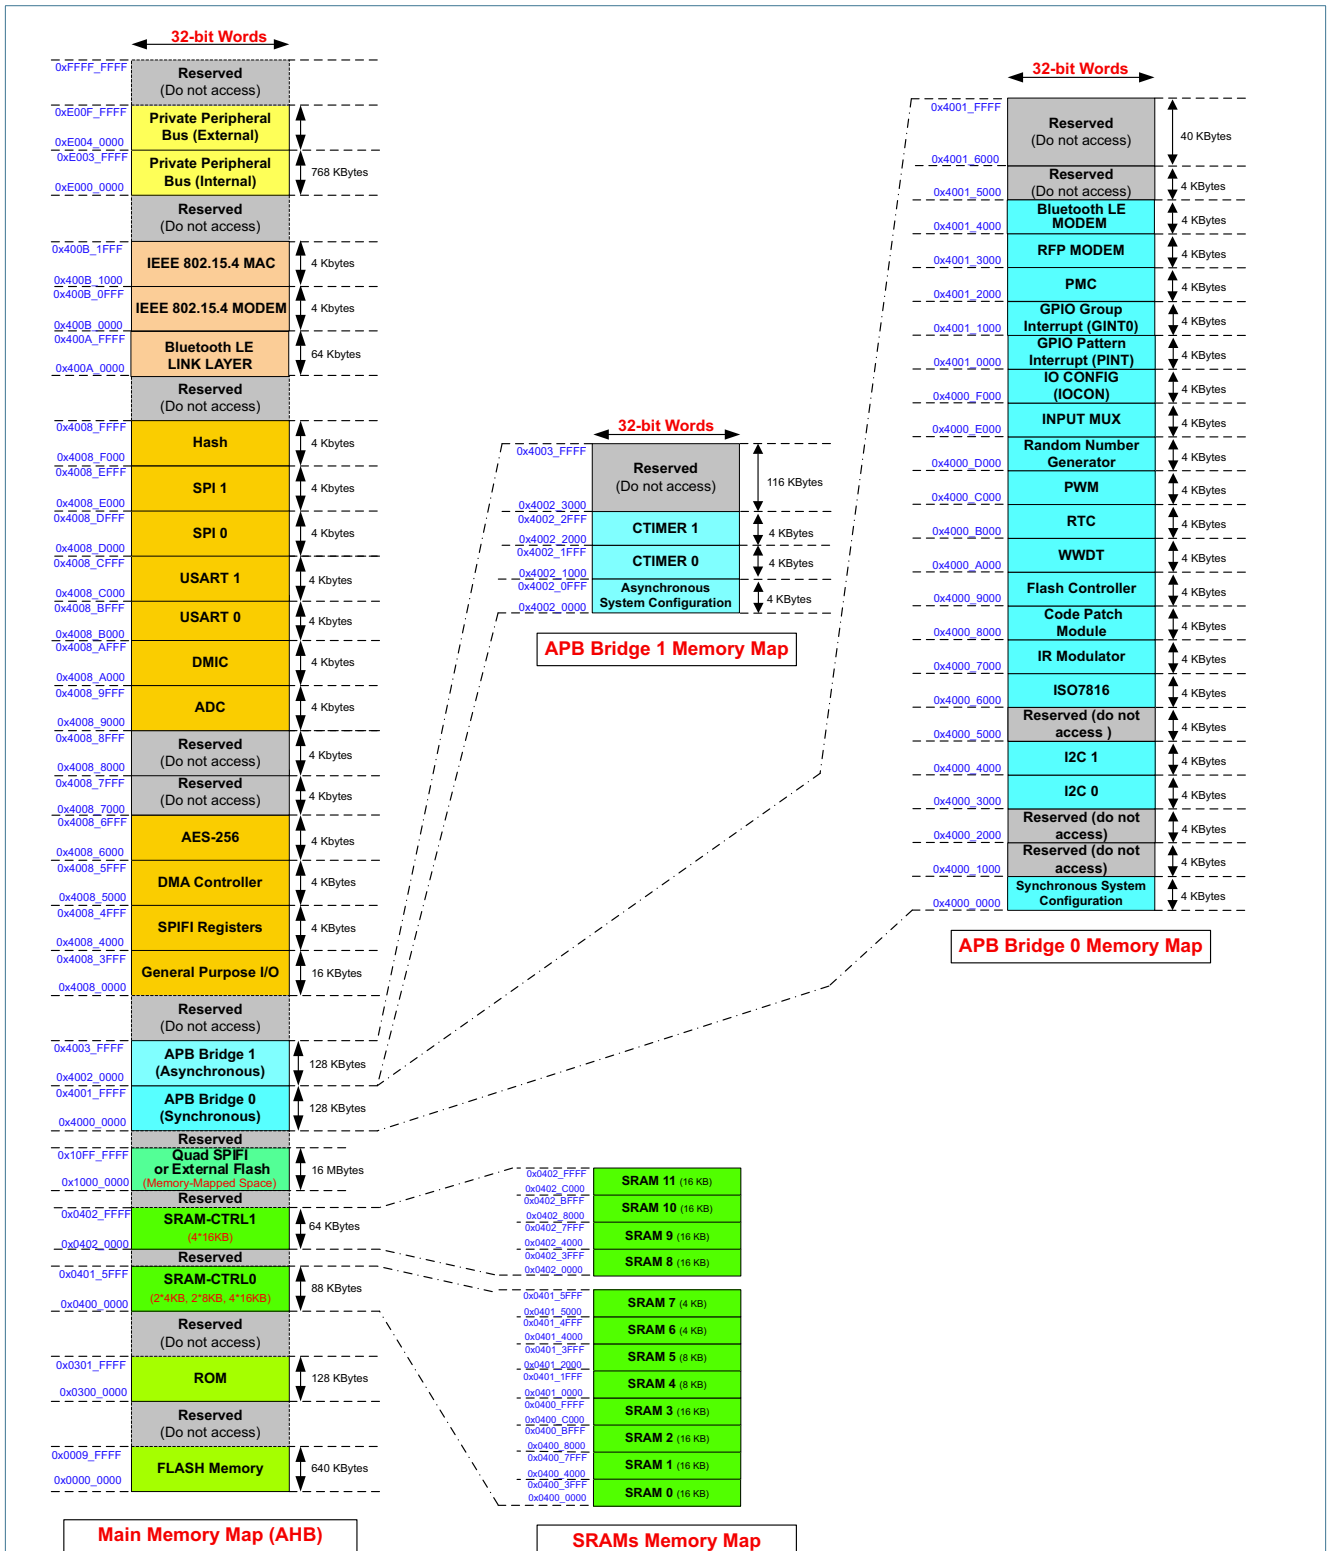 32-bit Words
0xFFFF_FFFF
Reserved
(Do not access)
0xE00F_FFFF
Private Peripheral
Bus (External)
0xE004_0000
0xE003_FFFF
Private Peripheral
Bus (Internal)
768 KBytes
0xE000_0000
Reserved
(Do not access)
0x400B_1FFF
IEEE 802.15.4 MAC
4 Kbytes
0x400B_1000
0x400B_0FFF
IEEE 802.15.4 MODEM
4 Kbytes
0x400B_0000
0x400A_FFFF
Bluetooth LE
LINK LAYER
64 Kbytes
0x400A_0000
Reserved
(Do not access)
0x4008_FFFF
Hash
4 Kbytes
0x4008_F000
0x4008_EFFF
SPI 1
4 Kbytes
0x4008_E000
0x4008_DFFF
SPI 0
4 Kbytes
0x4008_D000
0x4008_CFFF
USART 1
4 Kbytes
0x4008_C000
0x4008_BFFF
USART 0
4 Kbytes
0x4008_B000
0x4008_AFFF
DMIC
4 Kbytes
0x4008_A000
0x4008_9FFF
ADC
4 Kbytes
0x4008_9000
0x4008_8FFF
Reserved
(Do not access)
4 Kbytes
0x4008_8000
0x4008_7FFF
Reserved
(Do not access)
4 Kbytes
0x4008_7000
0x4008_6FFF
AES-256
4 KBytes
0x4008_6000
0x4008_5FFF
DMA Controller
4 KBytes
0x4008_5000
0x4008_4FFF
SPIFI Registers
4 KBytes
0x4008_4000
0x4008_3FFF
General Purpose I/O
16 KBytes
0x4008_0000
Reserved
(Do not access)
0x4003_FFFF
APB Bridge 1
(Asynchronous)
128 KBytes
0x4002_0000
0x4001_FFFF
APB Bridge 0
(Synchronous)
128 KBytes
0x4000_0000
Reserved
0x10FF_FFFF
Quad SPIFI
or External Flash
(Memory-Mapped Space)
16 MBytes
0x1000_0000
Reserved
0x0402_FFFF
SRAM-CTRL1
(4*16KB)
64 KBytes
0x0402_0000
Reserved
0x0401_5FFF
SRAM-CTRL0
(2*4KB, 2*8KB, 4*16KB)
88 KBytes
0x0400_0000
Reserved
(Do not access)
0x0301_FFFF
ROM
128 KBytes
0x0300_0000
Reserved
(Do not access)
0x0009_FFFF
FLASH Memory
640 KBytes
0x0000_0000
Main Memory Map (AHB)
32-bit Words
0x4003_FFFF
Reserved
(Do not access)
116 KBytes
0x4002_3000
0x4002_2FFF
CTIMER 1
4 KBytes
0x4002_2000
0x4002_1FFF
CTIMER 0
4 KBytes
0x4002_1000
0x4002_0FFF
Asynchronous
System Configuration
4 KBytes
0x4002_0000
APB Bridge 1 Memory Map
0x0402_FFFF
SRAM 11 (16 KB)
0x0402_C000
0x0402_BFFF
SRAM 10 (16 KB)
0x0402_8000
0x0402_7FFF
SRAM 9 (16 KB)
0x0402_4000
0x0402_3FFF
SRAM 8 (16 KB)
0x0402_0000
0x0401_5FFF
SRAM 7 (4 KB)
0x0401_5000
0x0401_4FFF
SRAM 6 (4 KB)
0x0401_4000
0x0401_3FFF
SRAM 5 (8 KB)
0x0401_2000
0x0401_1FFF
SRAM 4 (8 KB)
0x0401_0000
0x0400_FFFF
SRAM 3 (16 KB)
0x0400_C000
0x0400_BFFF
SRAM 2 (16 KB)
0x0400_8000
0x0400_7FFF
SRAM 1 (16 KB)
0x0400_4000
0x0400_3FFF
SRAM 0 (16 KB)
0x0400_0000
SRAMs Memory Map
32-bit Words
0x4001_FFFF
Reserved
(Do not access)
40 KBytes
0x4001_6000
Reserved
(Do not access)
4 KBytes
0x4001_5000
Bluetooth LE
MODEM
4 KBytes
0x4001_4000
RFP MODEM
4 KBytes
0x4001_3000
PMC
4 KBytes
0x4001_2000
GPIO Group
Interrupt (GINT0)
4 KBytes
0x4001_1000
GPIO Pattern
Interrupt (PINT)
4 KBytes
0x4001_0000
IO CONFIG
(IOCON)
4 KBytes
0x4000_F000
INPUT MUX
4 KBytes
0x4000_E000
Random Number
Generator
4 KBytes
0x4000_D000
PWM
4 KBytes
0x4000_C000
RTC
4 KBytes
0x4000_B000
WWDT
4 KBytes
0x4000_A000
Flash Controller
4 KBytes
0x4000_9000
Code Patch
Module
4 KBytes
0x4000_8000
IR Modulator
4 KBytes
0x4000_7000
ISO7816
4 KBytes
0x4000_6000
Reserved (do not
access )
4 KBytes
0x4000_5000
I2C 1
4 KBytes
0x4000_4000
I2C 0
4 KBytes
0x4000_3000
Reserved (do not
access)
4 KBytes
0x4000_2000
Reserved (do not
access)
4 KBytes
0x4000_1000
Synchronous System
Configuration
4 KBytes
0x4000_0000
APB Bridge 0 Memory Map